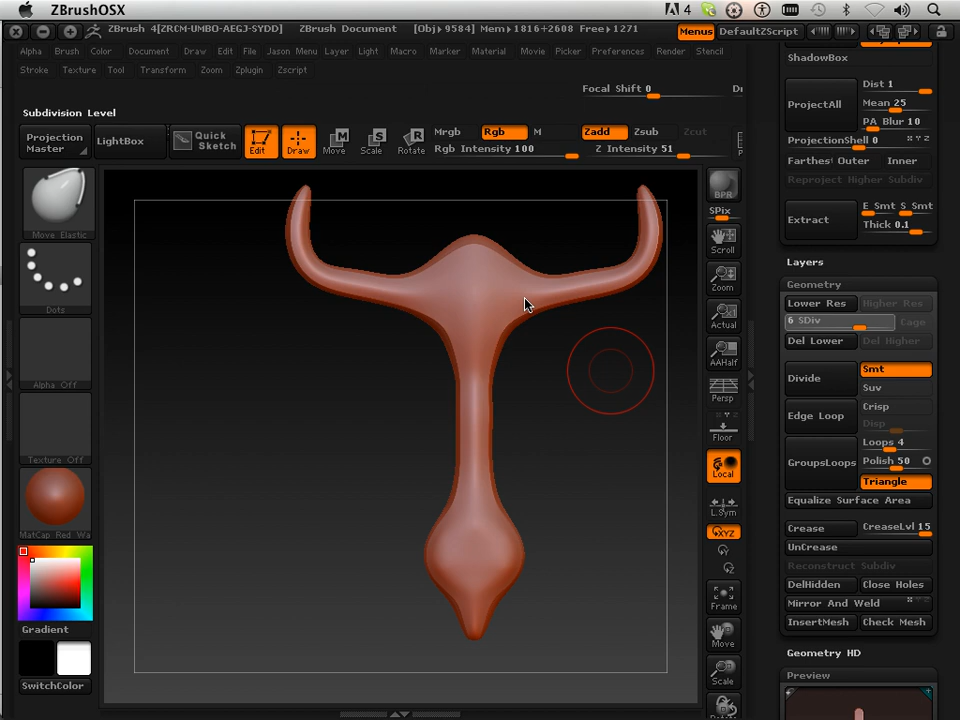 ZBrushOSX
4
ZBrush 4[ZRCM-UMBO-AEGJ-SYDD] ZBrush Document [Obj▸9584] Mem▸1816+2608 Free▸1271 Menus DefaultZScript
Alpha Brush Color Document Draw Edit File Jason Menu Layer Light Macro Marker Material Movie Picker Preferences Render Stencil
Stroke Texture Tool Transform Zoom Zplugin Zscript
Focal Shift 0
Subdivision Level
Projection
Master
LightBox
Quick
Sketch
Edit
Draw
Move
Scale
Rotate
Mrgb Rgb M
Rgb Intensity 100
Zadd Zsub Zcut
Z Intensity 51
Move Elastic
Dots
Alpha Off
Texture Off
MatCap Red Wa
Gradient
SwitchColor
BPR
SPix
Scroll
Zoom
Actual
AAHalf
Persp
Floor
Local
L.Sym
XYZ
Frame
Move
Scale
ShadowBox
ProjectAll
Dist 1
Mean 25
PA Blur 10
ProjectionShell 0
Farthest Outer Inner
Reproject Higher Subdiv
Extract
E Smt S Smt
Thick 0.1
Layers
Geometry
Lower Res Higher Res
6 SDiv Cage
Del Lower Del Higher
Divide
Smt
Suv
Edge Loop
Crisp
Disp
GroupsLoops
Loops 4
Polish 50
Triangle
Equalize Surface Area
Crease CreaseLvl 15
UnCrease
Reconstruct Subdiv
DelHidden Close Holes
Mirror And Weld
InsertMesh Check Mesh
Geometry HD
Preview